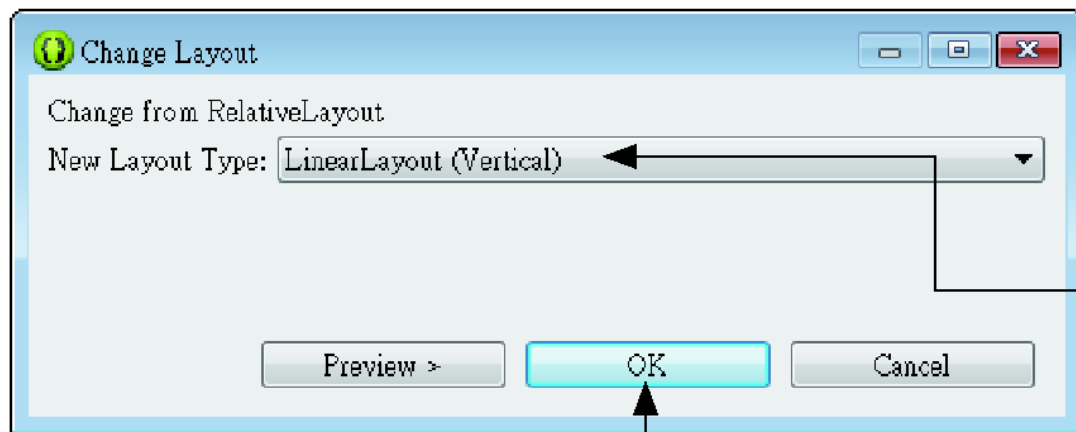 Change Layout
Change from RelativeLayout
New Layout Type: LinearLayout (Vertical)
Preview > OK Cancel